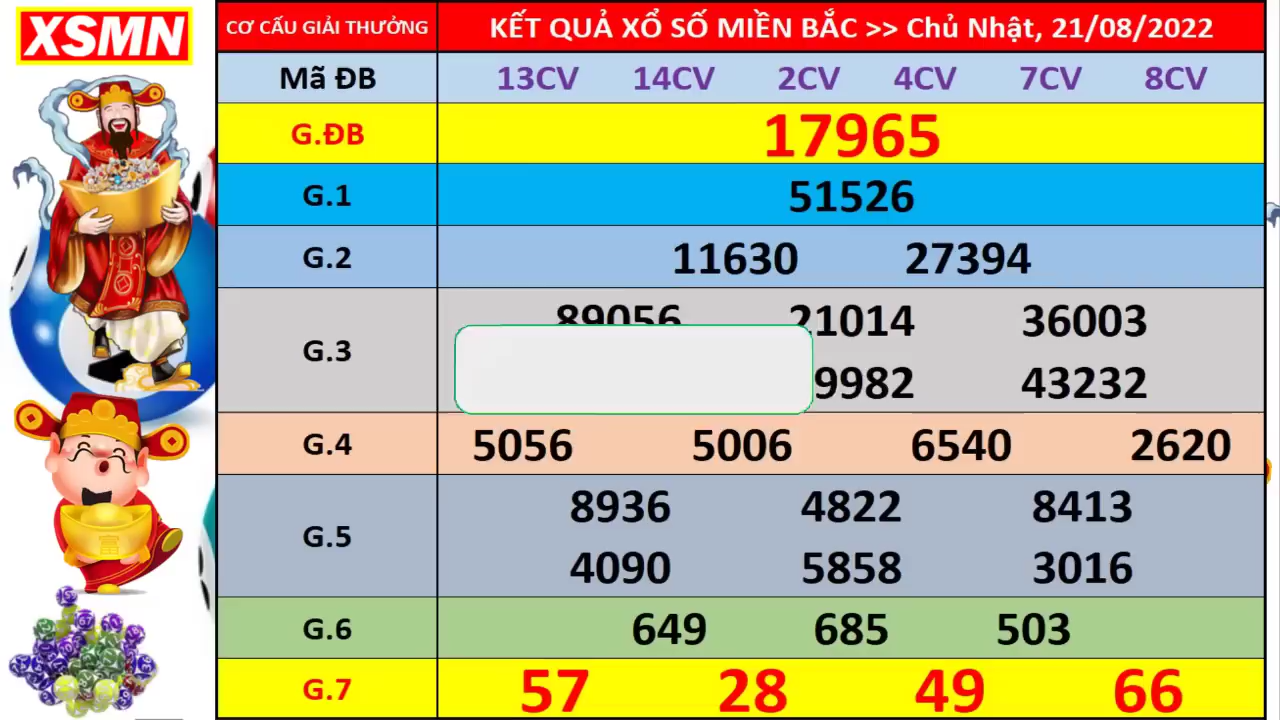 XSMN
CƠ CẤU GIẢI THƯỞNG
KẾT QUẢ XỔ SỐ MIỀN BẮC >> Chủ Nhật, 21/08/2022
Mã ĐB 13CV 14CV 2CV 4CV 7CV 8CV
G.ĐB 17965
G.1 51526
G.2 11630 27394
G.3
89056 21014 36003
9982 43232
G.4 5056 5006 6540 2620
G.5
8936 4822 8413
4090 5858 3016
G.6 649 685 503
G.7 57 28 49 66